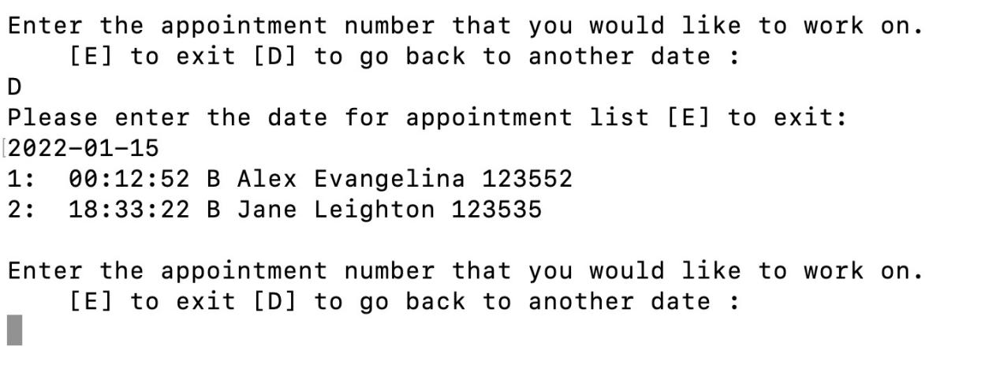 Enter the appointment number that you would like to work on.
    [E] to exit [D] to go back to another date :
D
Please enter the date for appointment list [E] to exit:
[2022-01-15
1:  00:12:52 B Alex Evangelina 123552
2:  18:33:22 B Jane Leighton 123535

Enter the appointment number that you would like to work on.
    [E] to exit [D] to go back to another date :